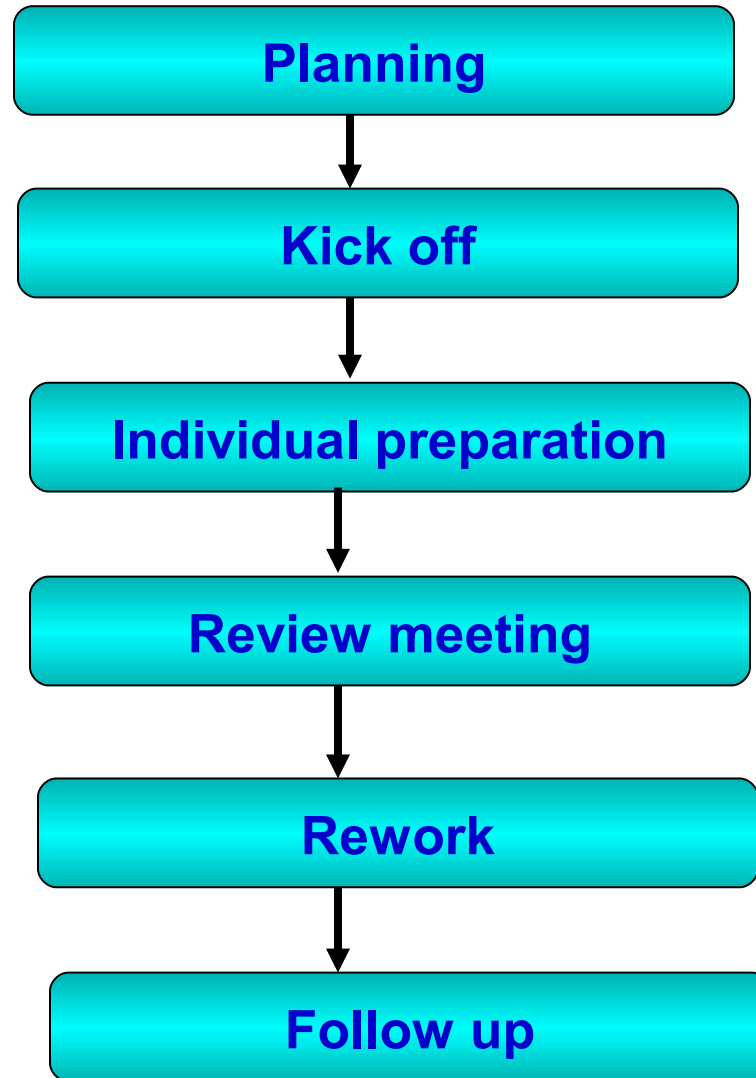 Planning
Kick off
Individual preparation
Review meeting
Rework
Follow up